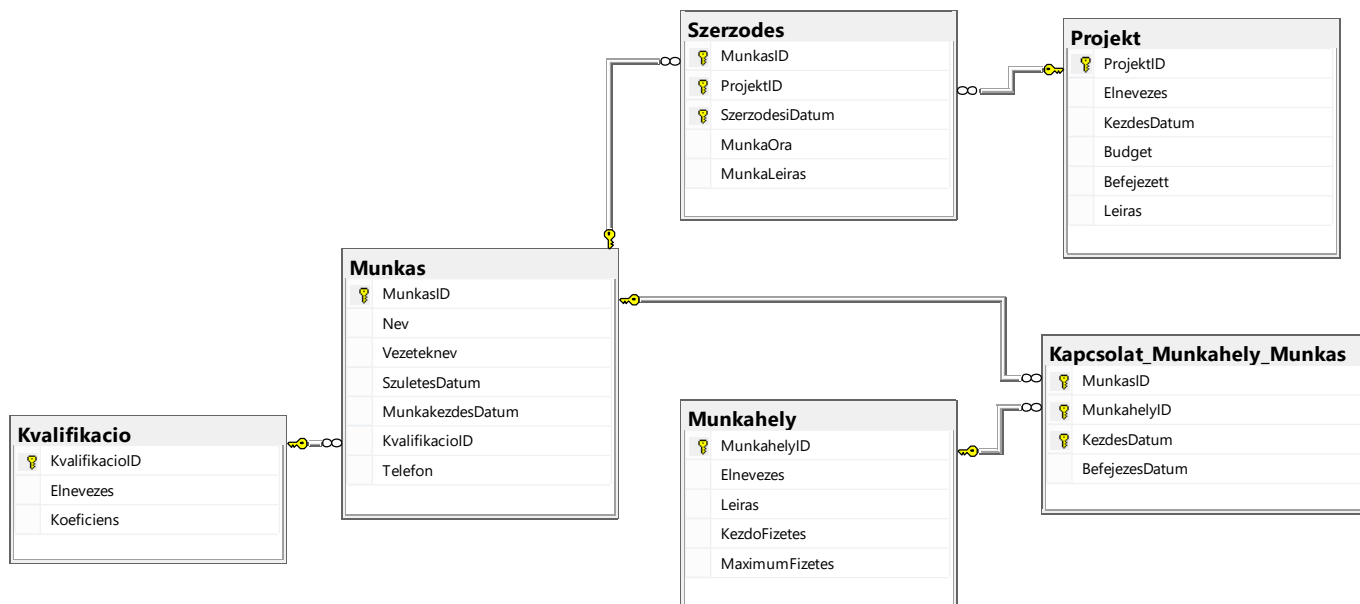 Szerzodes
MunkasID
ProjektID
SzerzodesiDatum
MunkaOra
MunkaLeiras
Projekt
ProjektID
Elnevezes
KezdesDatum
Budget
Befejezett
Leiras
Munkas
MunkasID
Nev
Vezeteknev
SzuletesDatum
MunkakezdesDatum
KvalifikacioID
Telefon
Kapcsolat_Munkahely_Munkas
MunkasID
MunkahelyID
KezdesDatum
BefejezesDatum
Kvalifikacio
KvalifikacioID
Elnevezes
Koeficiens
Munkahely
MunkahelyID
Elnevezes
Leiras
KezdoFizetes
MaximumFizetes